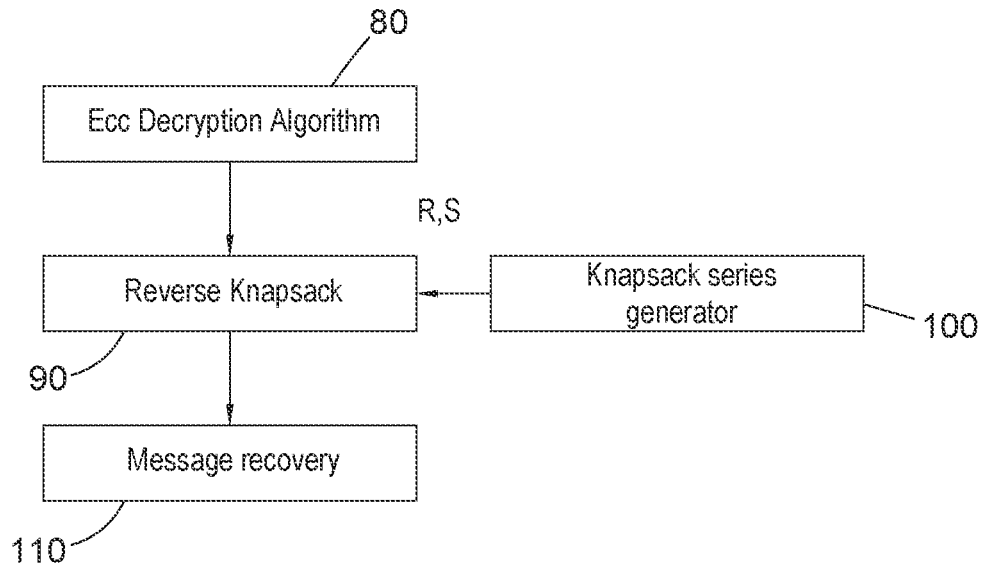 80
Ecc Decryption Algorithm
R,S
Reverse Knapsack
Knapsack series
generator
100
90
Message recovery
110